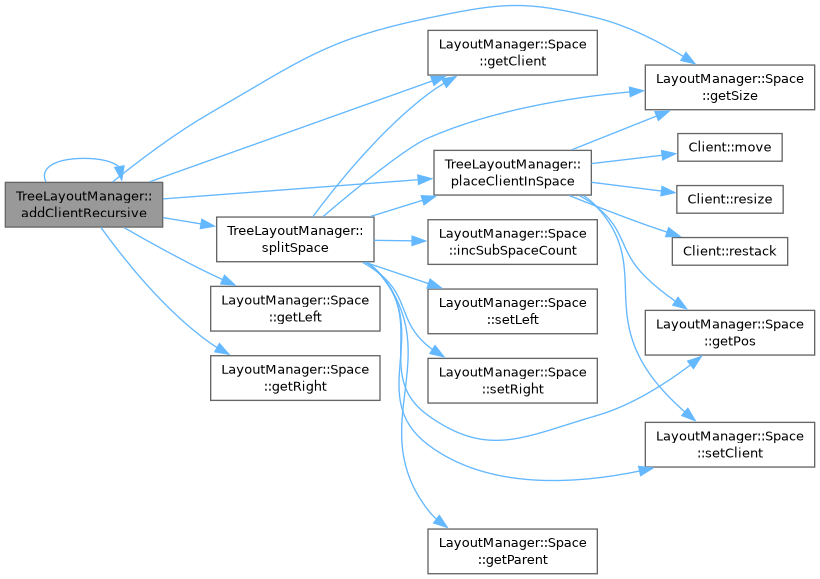 LayoutManager::Space
::getClient
LayoutManager::Space
::getSize
Client::move
TreeLayoutManager::
placeClientInSpace
TreeLayoutManager::
addClientRecursive
Client::resize
TreeLayoutManager::
splitSpace
LayoutManager::Space
::incSubSpaceCount
Client::restack
LayoutManager::Space
::getLeft
LayoutManager::Space
::setLeft
LayoutManager::Space
::getPos
LayoutManager::Space
::getRight
LayoutManager::Space
::setRight
LayoutManager::Space
::setClient
LayoutManager::Space
::getParent